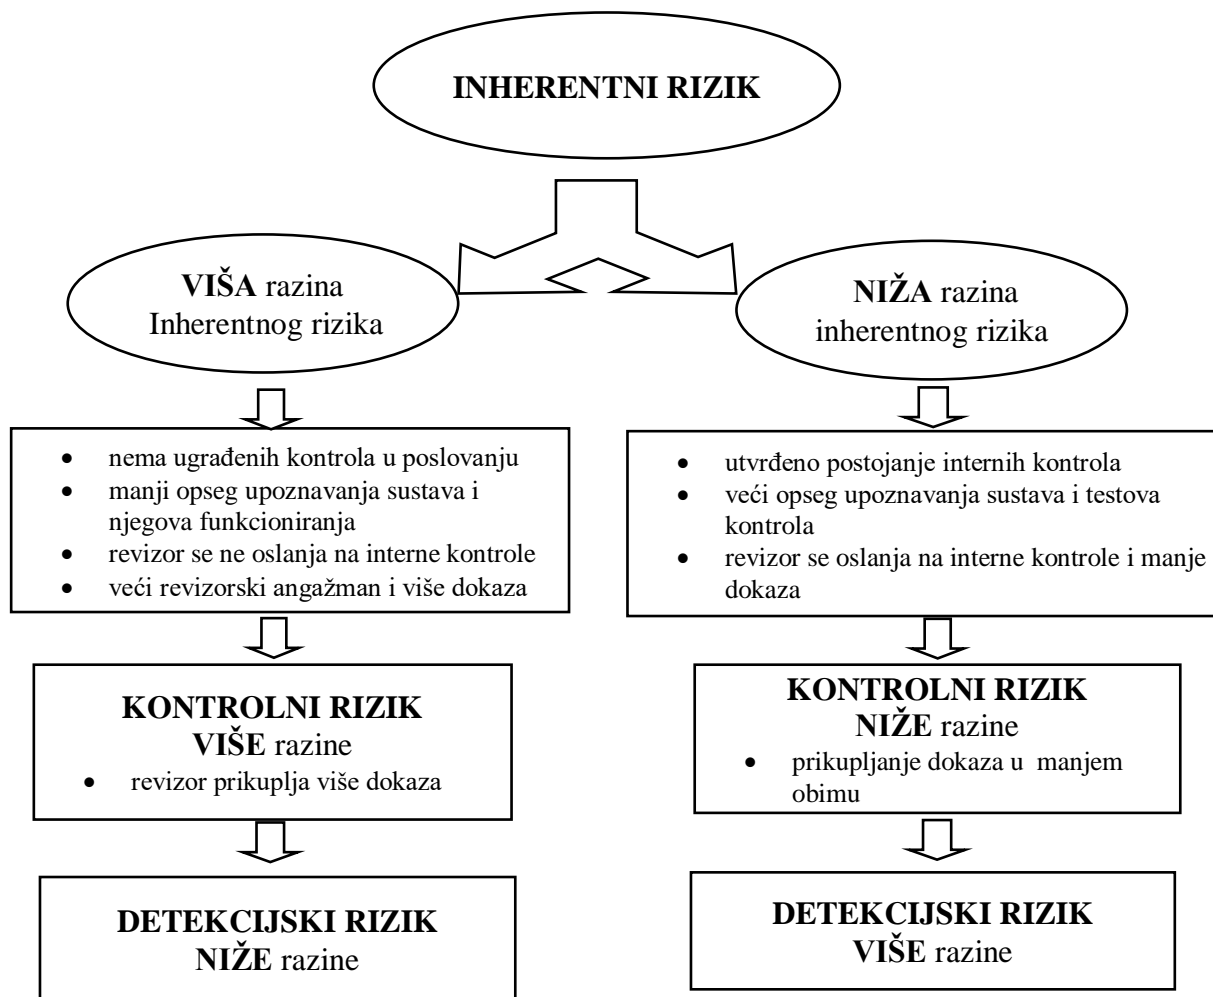 INHERENTNI RIZIK
VIŠA razina
Inherentnog rizika
NIŽA razina
inherentnog rizika
• nema ugrađenih kontrola u poslovanju
• manji opseg upoznavanja sustava i
njegova funkcioniranja
• revizor se ne oslanja na interne kontrole
• veći revizorski angažman i više dokaza
• utvrđeno postojanje internih kontrola
• veći opseg upoznavanja sustava i testova
kontrola
• revizor se oslanja na interne kontrole i manje
dokaza
KONTROLNI RIZIK
VIŠE razine
• revizor prikuplja više dokaza
KONTROLNI RIZIK
NIŽE razine
• prikupljanje dokaza u manjem
obimu
DETEKCIJSKI RIZIK
NIŽE razine
DETEKCIJSKI RIZIK
VIŠE razine